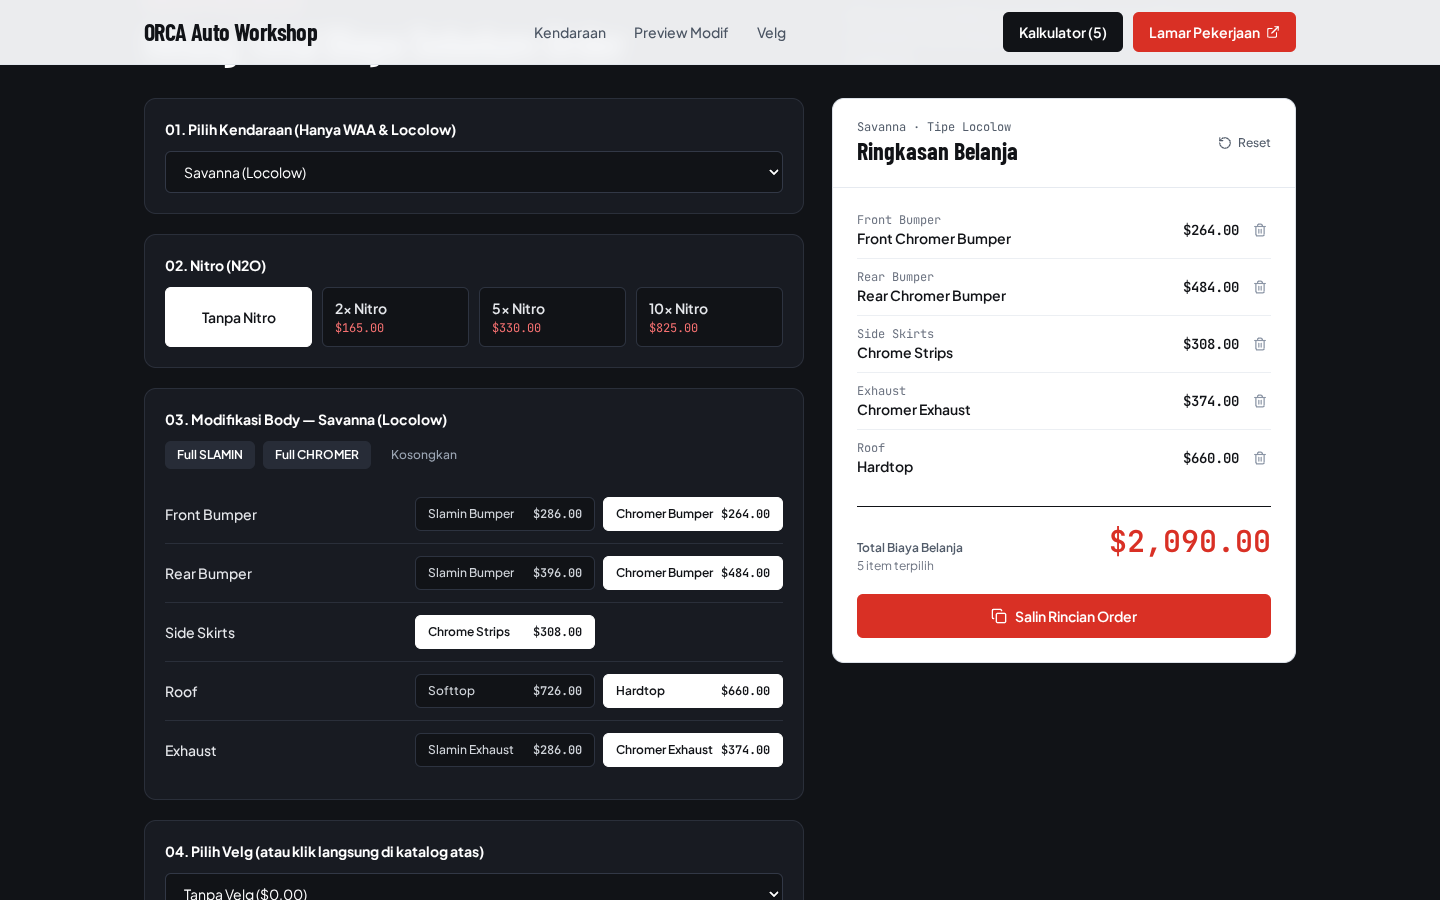 ORCA Auto Workshop
Kendaraan
Preview Modif
Velg
Kalkulator (5)
Lamar Pekerjaan
01. Pilih Kendaraan (Hanya WAA & Locolow)
Savanna (Locolow)
02. Nitro (N2O)
Tanpa Nitro
2× Nitro
$165.00
5× Nitro
$330.00
10× Nitro
$825.00
03. Modifikasi Body — Savanna (Locolow)
Full SLAMIN
Full CHROMER
Kosongkan
Front Bumper
Slamin Bumper $286.00
Chromer Bumper $264.00
Rear Bumper
Slamin Bumper $396.00
Chromer Bumper $484.00
Side Skirts
Chrome Strips $308.00
Roof
Softtop $726.00
Hardtop $660.00
Exhaust
Slamin Exhaust $286.00
Chromer Exhaust $374.00
04. Pilih Velg (atau klik langsung di katalog atas)
Tanpa Velg ($0.00)
Savanna · Tipe Locolow
Ringkasan Belanja
Reset
Front Bumper
Front Chromer Bumper
$264.00
Rear Bumper
Rear Chromer Bumper
$484.00
Side Skirts
Chrome Strips
$308.00
Exhaust
Chromer Exhaust
$374.00
Roof
Hardtop
$660.00
Total Biaya Belanja
5 item terpilih
$2,090.00
Salin Rincian Order